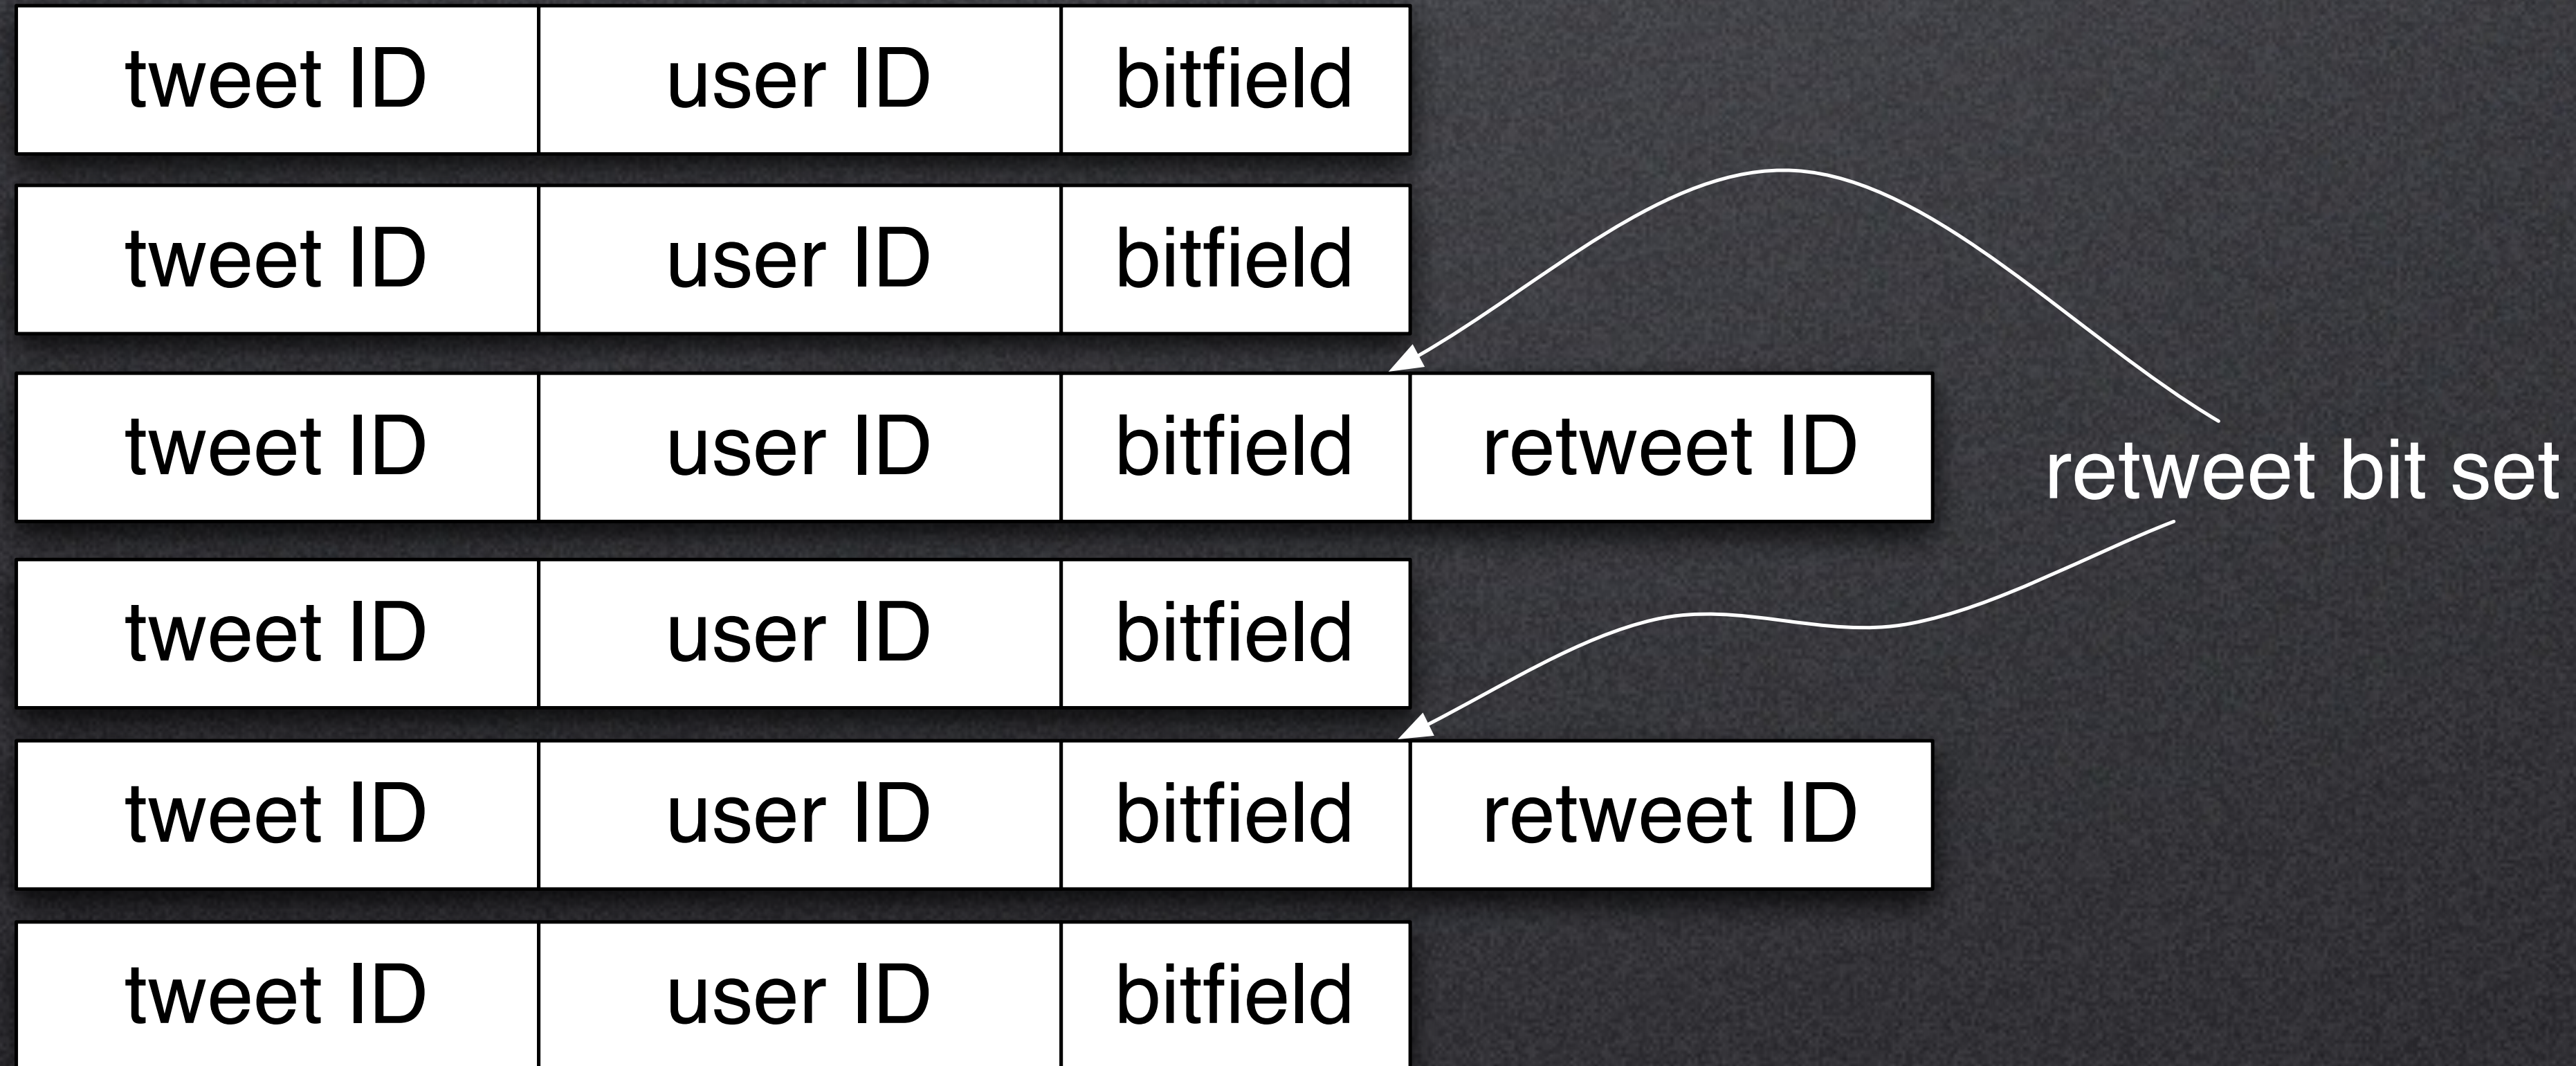 tweet ID user ID bitfield
tweet ID user ID bitfield
tweet ID user ID bitfield retweet ID
retweet bit set
tweet ID user ID bitfield
tweet ID user ID bitfield retweet ID
tweet ID user ID bitfield